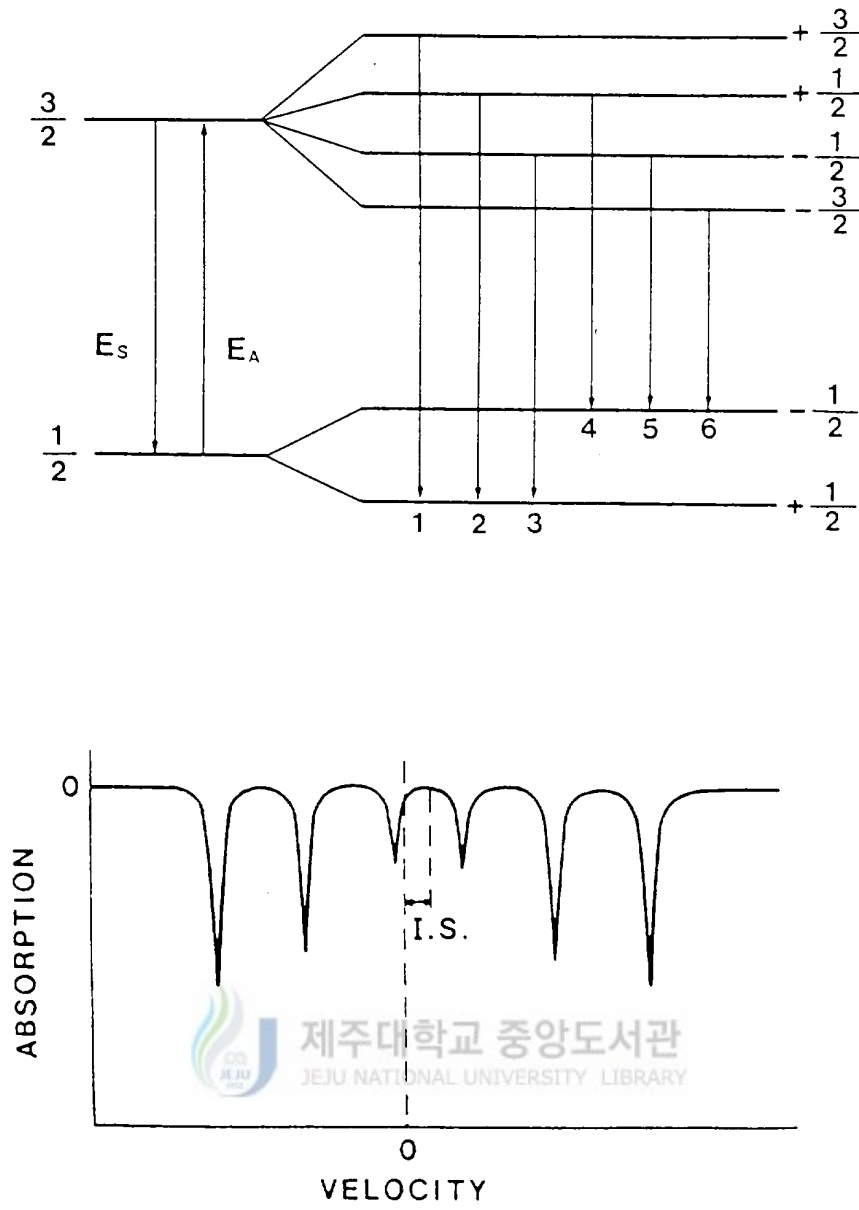 + 3/2
+ 1/2
3/2
- 1/2
- 3/2
E_S
E_A
- 1/2
1/2
4 5 6
+ 1/2
1 2 3
0
I.S.
ABSORPTION
제주대학교 중앙도서관
JEJU NATIONAL UNIVERSITY LIBRARY
JEJU
1952
0
VELOCITY